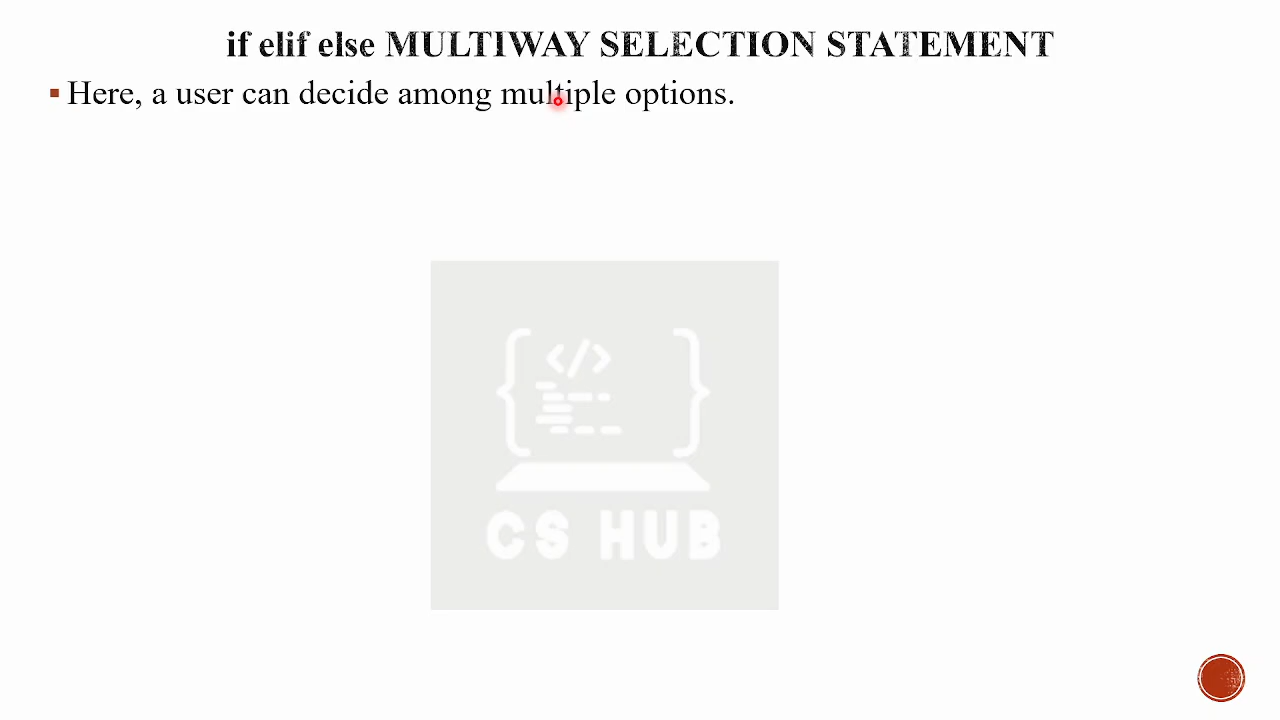 if elif else MULTIWAY SELECTION STATEMENT
Here, a user can decide among multiple options.
</>
CS HUB